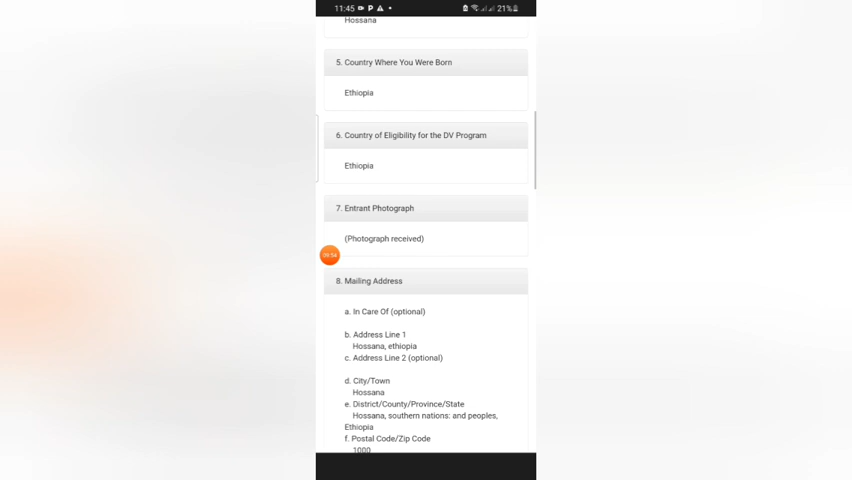 11:45
21%
Hossana
5. Country Where You Were Born
Ethiopia
6. Country of Eligibility for the DV Program
Ethiopia
7. Entrant Photograph
(Photograph received)
09:54
8. Mailing Address
a. In Care Of (optional)
b. Address Line 1
Hossana, ethiopia
c. Address Line 2 (optional)
d. City/Town
Hossana
e. District/County/Province/State
Hossana, southern nations: and peoples,
Ethiopia
f. Postal Code/Zip Code
1000